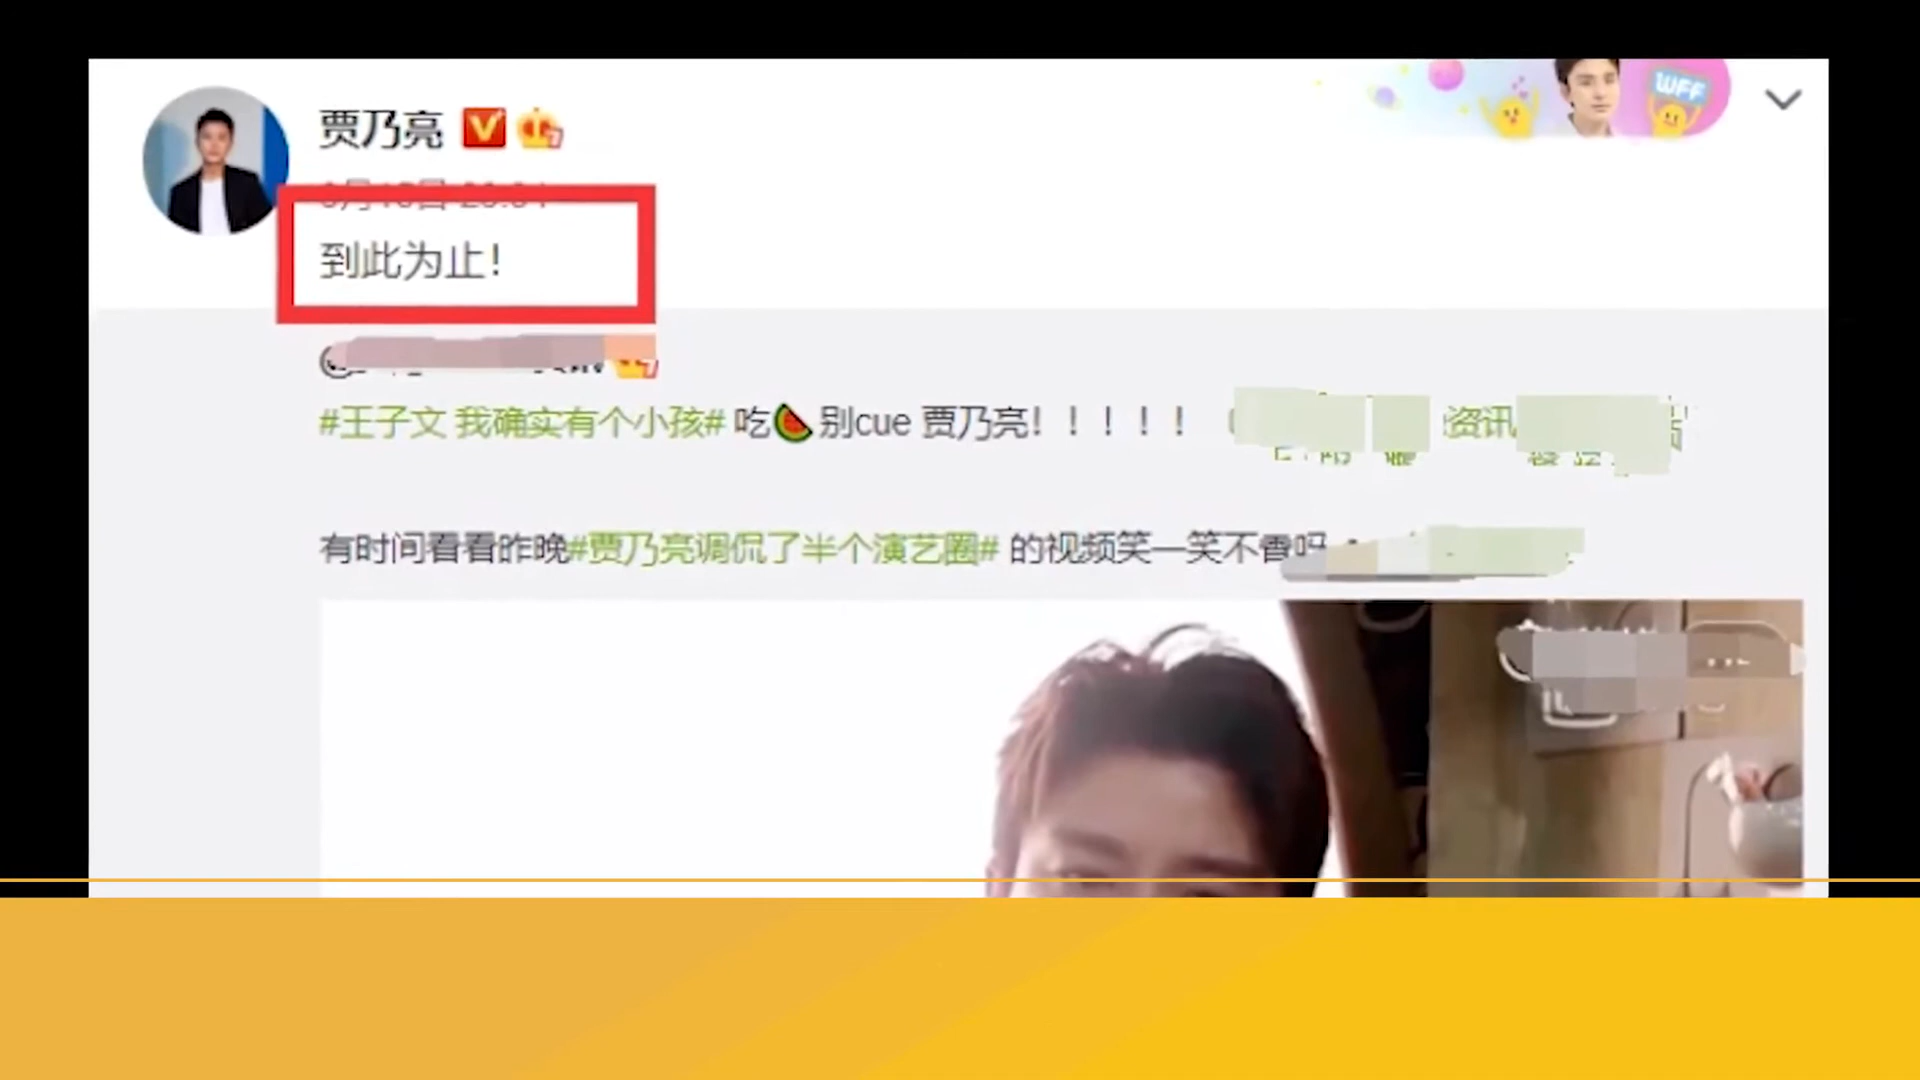 贾乃亮
WFF
到此为止！
#王子文 我确实有个小孩# 吃🍉别cue 贾乃亮！！！！！ 资讯
有时间看看昨晚#贾乃亮调侃了半个演艺圈# 的视频笑一笑不香吗